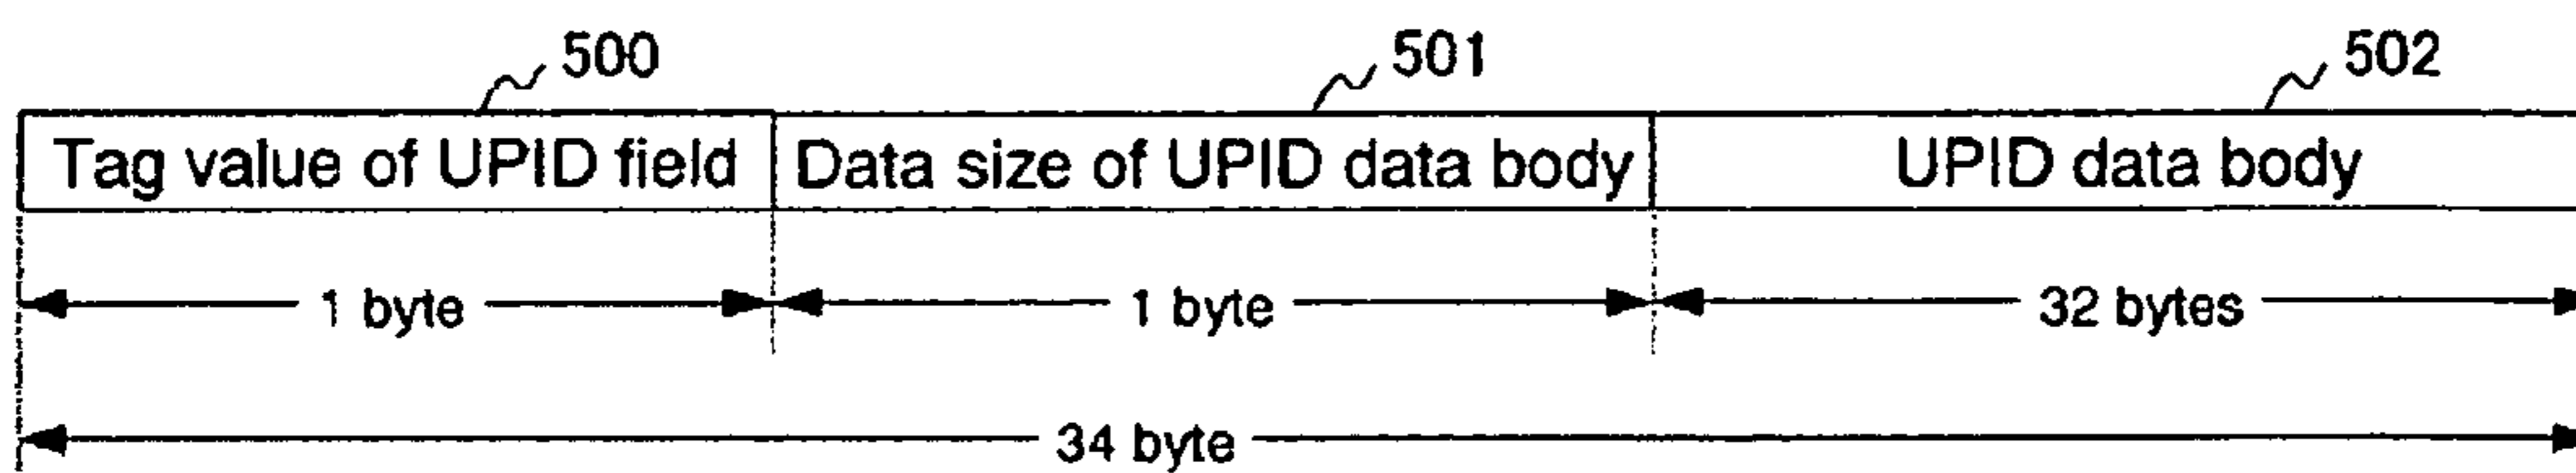 500 501 502
Tag value of UPID field Data size of UPID data body UPID data body
1 byte 1 byte 32 bytes
34 byte